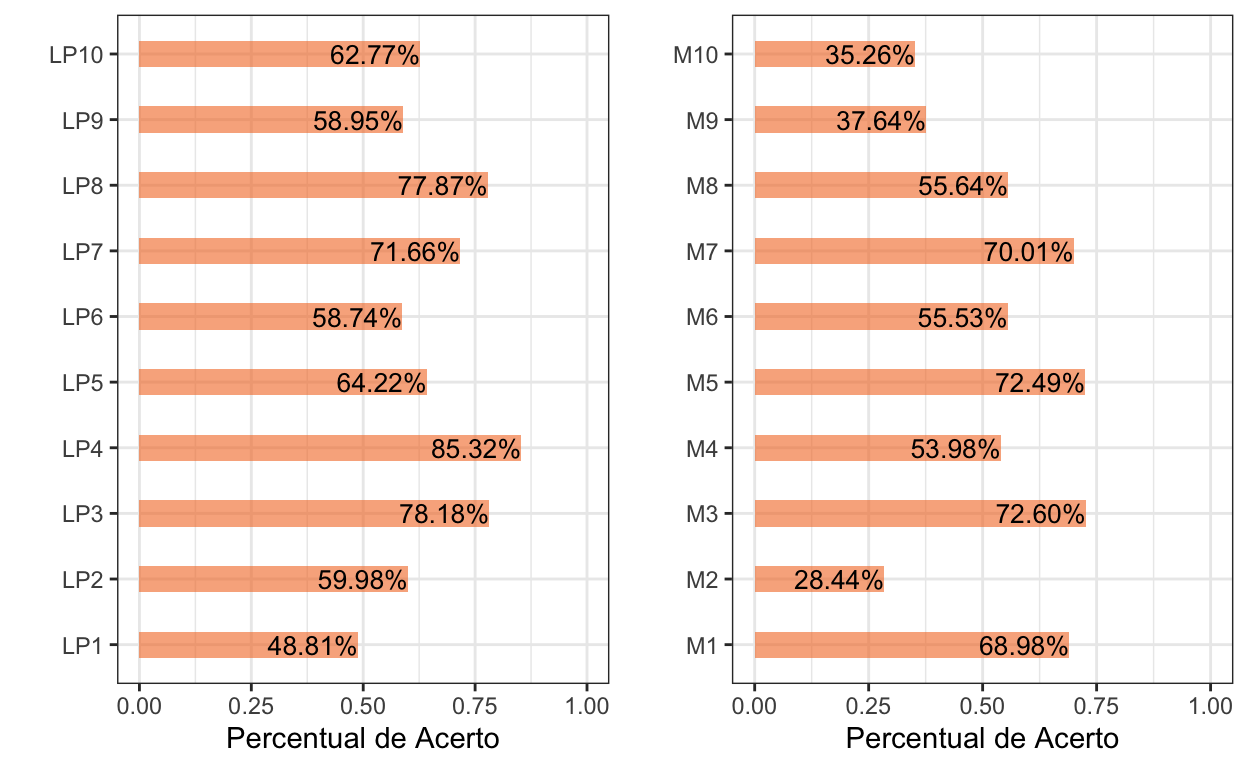 LP10 62.77%
LP9 58.95%
LP8 77.87%
LP7 71.66%
LP6 58.74%
LP5 64.22%
LP4 85.32%
LP3 78.18%
LP2 59.98%
LP1 48.81%
0.00 0.25 0.50 0.75 1.00
Percentual de Acerto
M10 35.26%
M9 37.64%
M8 55.64%
M7 70.01%
M6 55.53%
M5 72.49%
M4 53.98%
M3 72.60%
M2 28.44%
M1 68.98%
0.00 0.25 0.50 0.75 1.00
Percentual de Acerto